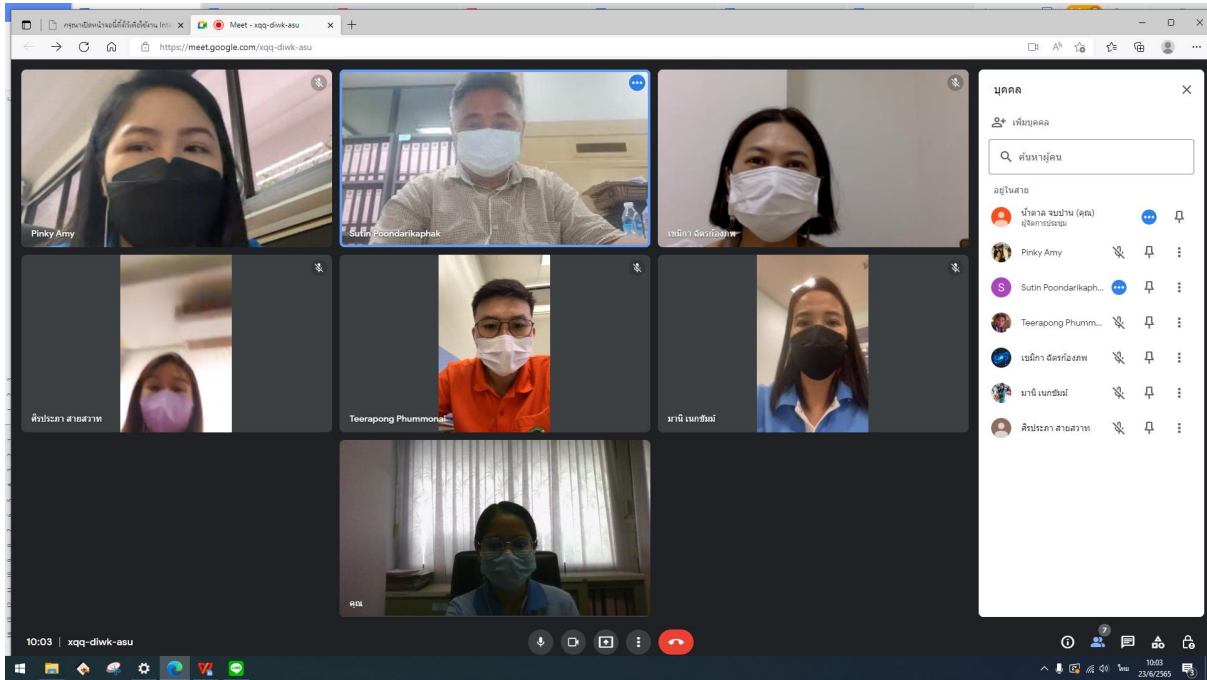 Meet - xqq-diwk-asu
https://meet.google.com/xqq-diwk-asu
Pinky Amy
Sutin Poondarikaphak
เขมิกา ฉัตรก้องภพ
ศิรประภา สายสวาท
Teerapong Phummonai
มานิ เนกขัมม์
คุณ
บุคคล
เพิ่มบุคคล
ค้นหาผู้คน
อยู่ในสาย
น้ำตาล จบปาน (คุณ)
ผู้จัดการประชุม
Pinky Amy
S
Sutin Poondarikaph...
Teerapong Phumm...
เขมิกา ฉัตรก้องภพ
มานิ เนกขัมม์
ศิรประภา สายสวาท
10:03 | xqq-diwk-asu
7
ไทย
10:03
23/6/2565
3